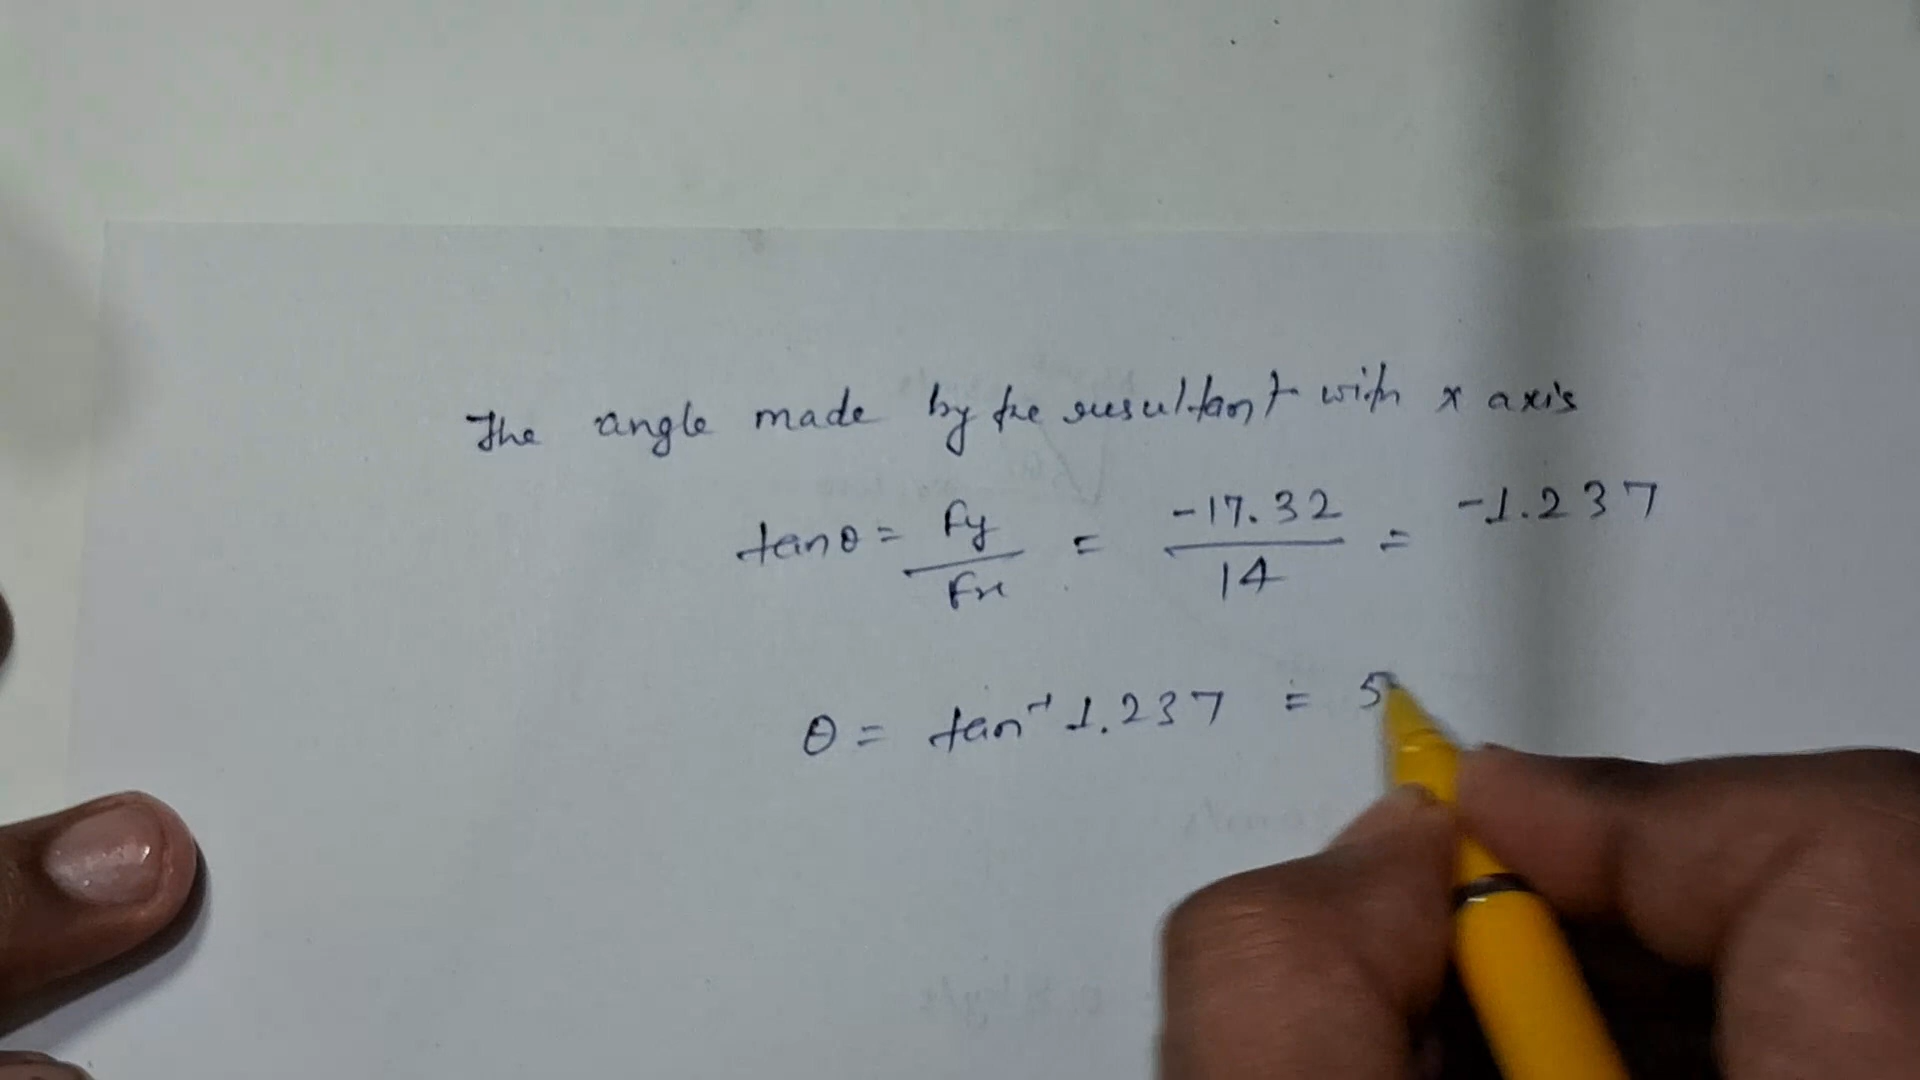 The angle made by the resultant with x axis
tanθ = Fy/Fx = -17.32/14 = -1.237
θ = tan⁻¹ 1.237 = 5